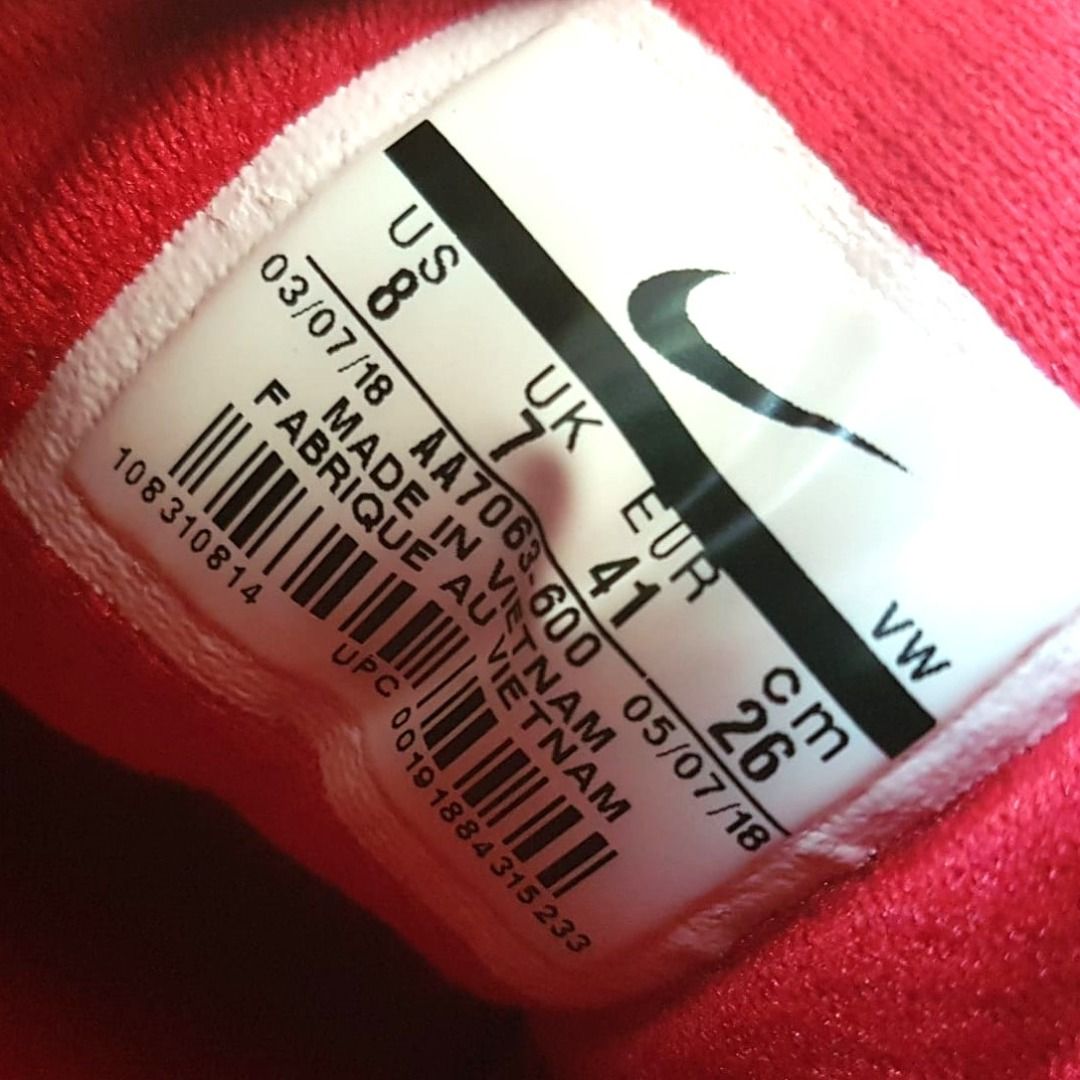 VW
US UK EUR cm
8 7 41 26
03/07/18 AA7063-600 05/07/18
MADE IN VIETNAM
FABRIQUE AU VIETNAM
108310814 UPC 00191884315233